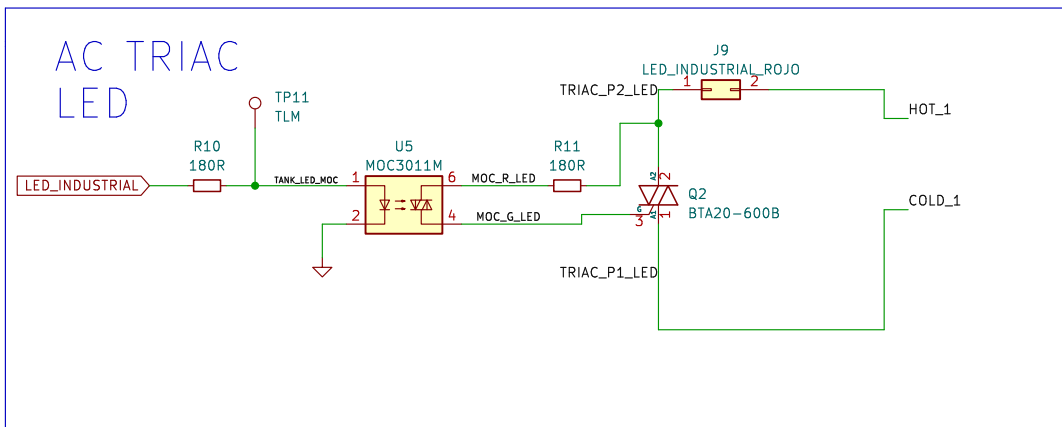 AC TRIAC
LED
J9
LED_INDUSTRIAL_ROJO
TRIAC_P2_LED
1
2
HOT_1
TP11
TLM
R10
180R
U5
MOC3011M
R11
180R
LED_INDUSTRIAL
TANK_LED_MOC
1
6
MOC_R_LED
A2
2
Q2
BTA20-600B
COLD_1
2
4
MOC_G_LED
G
3
A1
1
TRIAC_P1_LED